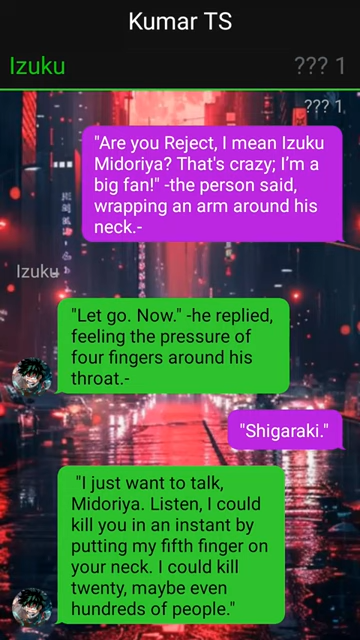 Kumar TS
Izuku ??? 1
??? 1
"Are you Reject, I mean Izuku
Midoriya? That's crazy; I’m a
big fan!" -the person said,
wrapping an arm around his
neck.-
Izuku
"Let go. Now." -he replied,
feeling the pressure of
four fingers around his
throat.-
"Shigaraki."
"I just want to talk,
Midoriya. Listen, I could
kill you in an instant by
putting my fifth finger on
your neck. I could kill
twenty, maybe even
hundreds of people."